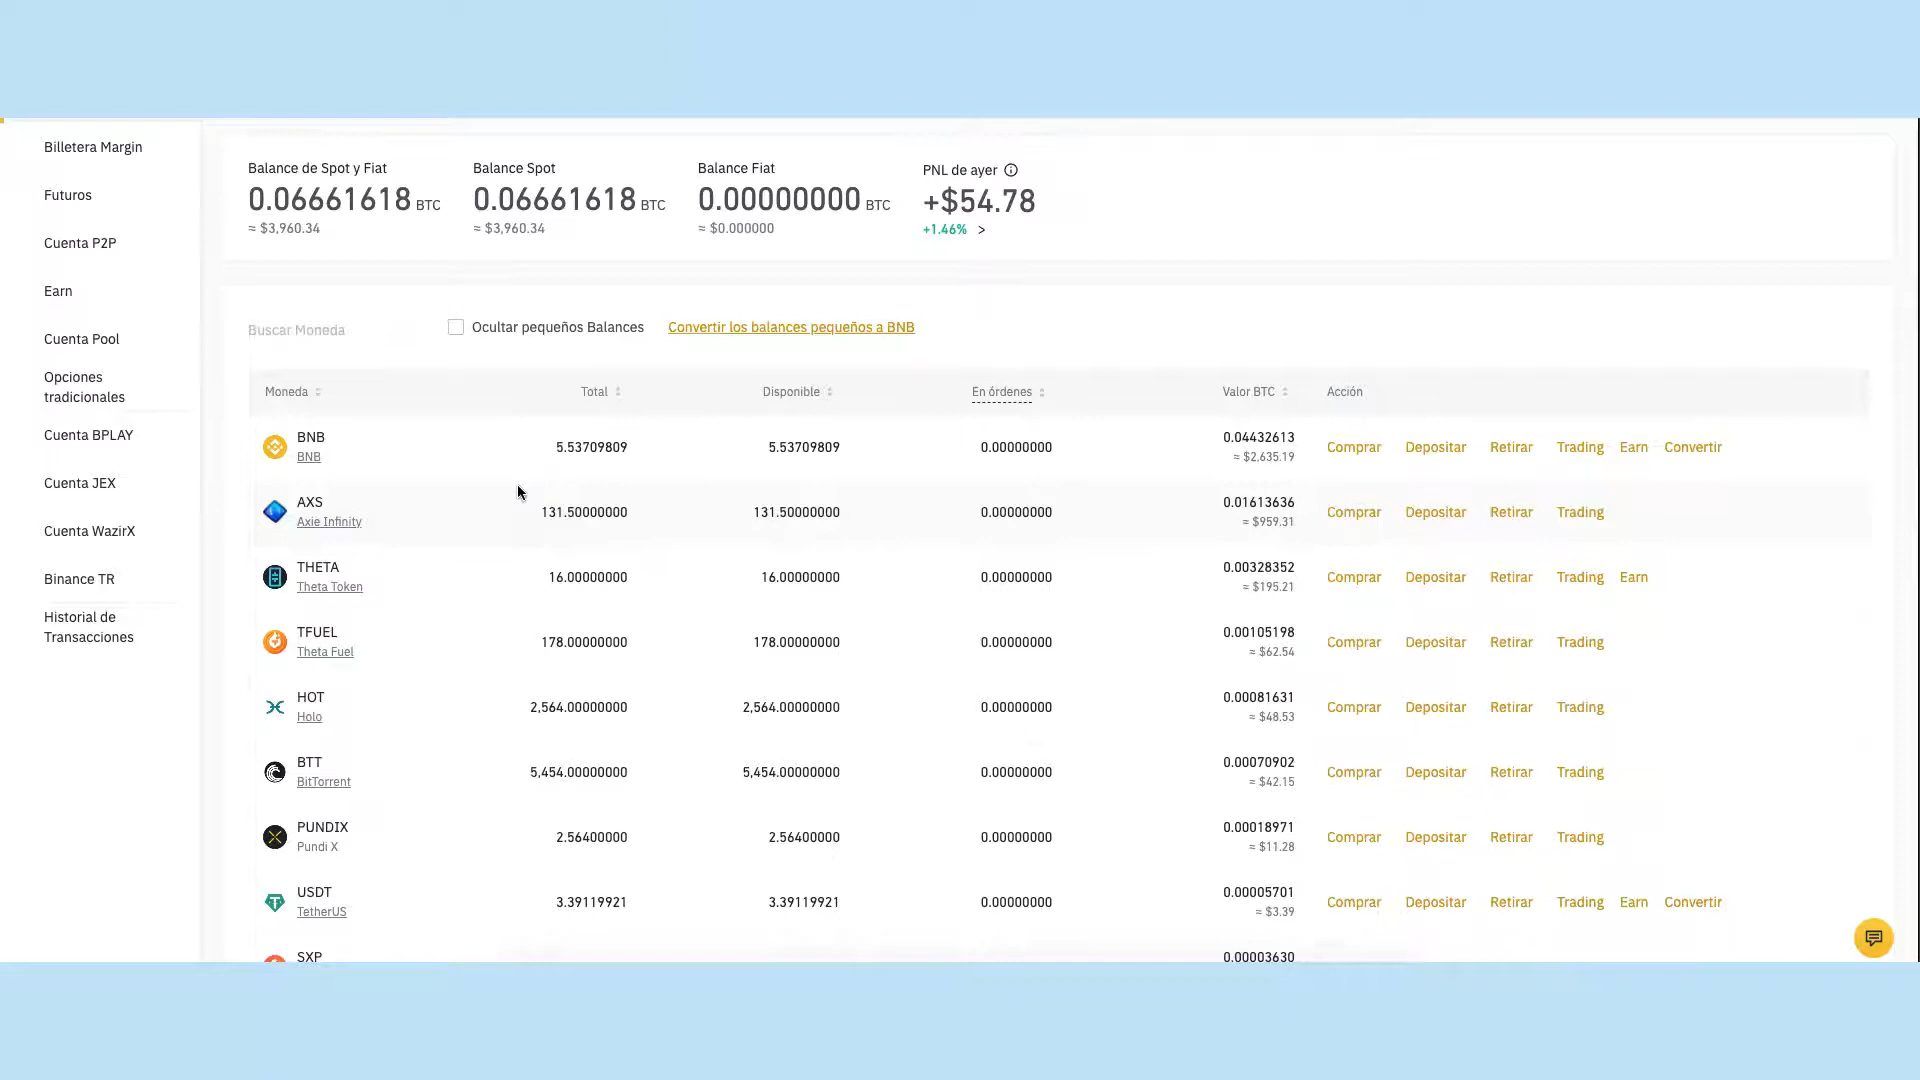 Billetera Margin
Futuros
Cuenta P2P
Earn
Cuenta Pool
Opciones
tradicionales
Cuenta BPLAY
Cuenta JEX
Cuenta WazirX
Binance TR
Historial de
Transacciones
Balance de Spot y Fiat Balance Spot Balance Fiat PNL de ayer
0.06661618 BTC 0.06661618 BTC 0.00000000 BTC +$54.78
≈ $3,960.34 ≈ $3,960.34 ≈ $0.000000 +1.46% >
Buscar Moneda Ocultar pequeños Balances Convertir los balances pequeños a BNB
Moneda Total Disponible En órdenes Valor BTC Acción
BNB 5.53709809 5.53709809 0.00000000 0.04432613 Comprar Depositar Retirar Trading Earn Convertir
BNB ≈ $2,635.19
AXS 131.50000000 131.50000000 0.00000000 0.01613636 Comprar Depositar Retirar Trading
Axie Infinity ≈ $959.31
THETA 16.00000000 16.00000000 0.00000000 0.00328352 Comprar Depositar Retirar Trading Earn
Theta Token ≈ $195.21
TFUEL 178.00000000 178.00000000 0.00000000 0.00105198 Comprar Depositar Retirar Trading
Theta Fuel ≈ $62.54
HOT 2,564.00000000 2,564.00000000 0.00000000 0.00081631 Comprar Depositar Retirar Trading
Holo ≈ $48.53
BTT 5,454.00000000 5,454.00000000 0.00000000 0.00070902 Comprar Depositar Retirar Trading
BitTorrent ≈ $42.15
PUNDIX 2.56400000 2.56400000 0.00000000 0.00018971 Comprar Depositar Retirar Trading
Pundi X ≈ $11.28
USDT 3.39119921 3.39119921 0.00000000 0.00005701 Comprar Depositar Retirar Trading Earn Convertir
TetherUS ≈ $3.39
SXP 0.00003630